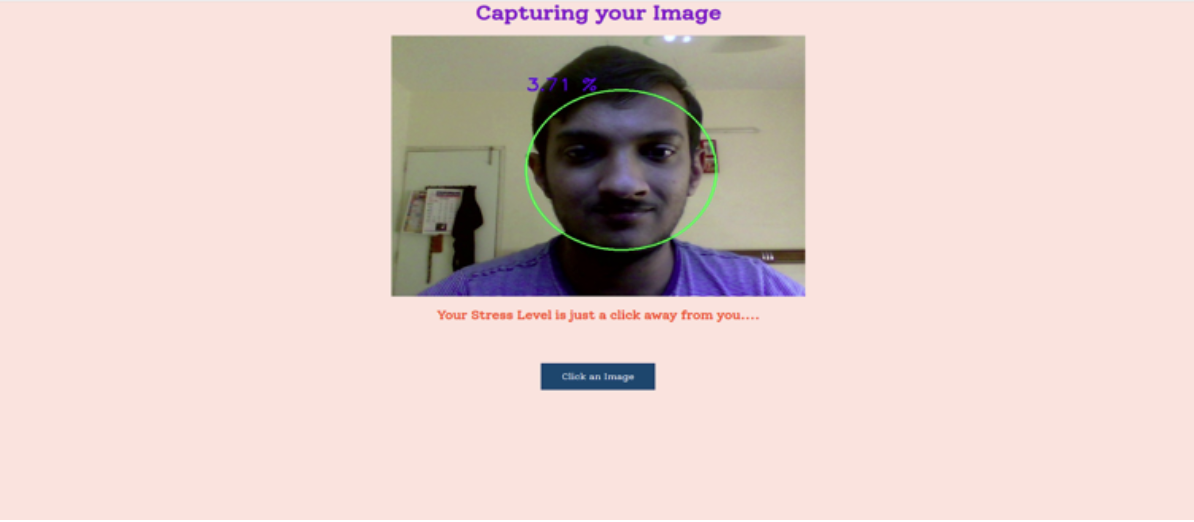 Capturing your Image
3.71 %
Your Stress Level is just a click away from you....
Click an Image